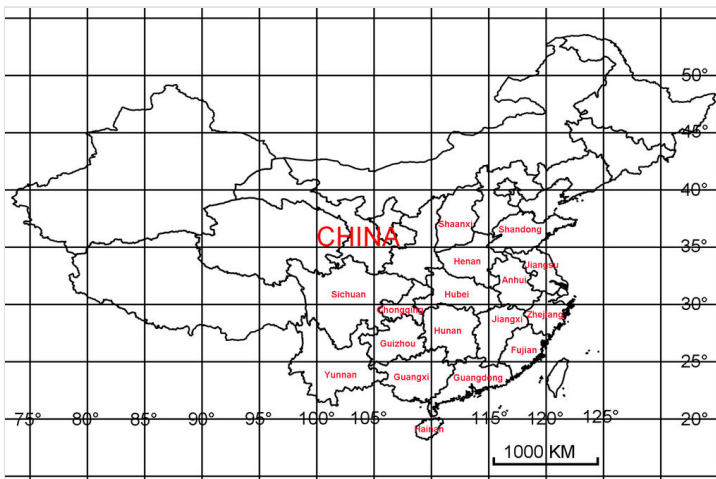 50°
45°
40°
Shaanxi
Shandong
CHINA
35°
Henan
Jiangsu
Anhui
Sichuan
Hubei
30°
Chongqing
Zhejiang
Jiangxi
Hunan
Guizhou
Fujian
25°
Yunnan
Guangxi
Guangdong
75°
80°
85°
90°
95°
100°
105°
115°
120°
125°
20°
Hainan
1000 KM